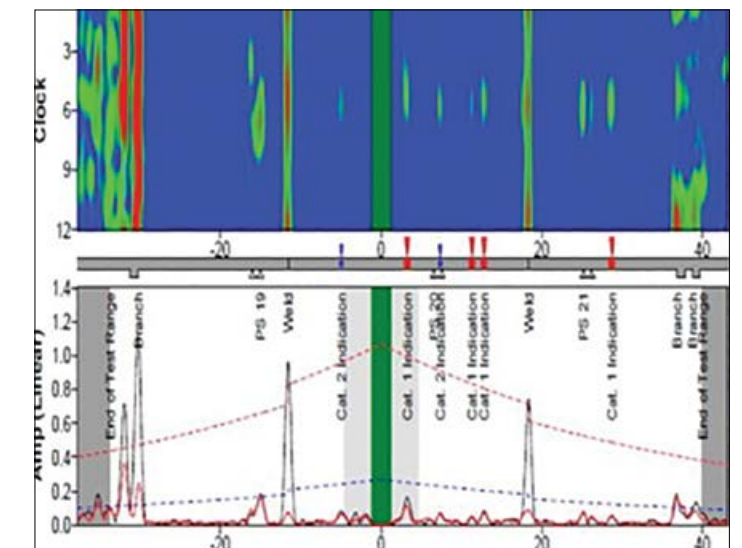 Clock
3
6
9
12
-20
0
20
40
Amp (Linear)
1.4
1.2
1.0
0.8
0.6
0.4
0.2
0.0
End of Test Range
Branch
PS 19
Weld
Cat. 2 Indication
Cat. 1 Indication
PS 20
Cat. 2 Indication
Cat. 1 Indication
Cat. 1 Indication
Weld
PS 21
Cat. 1 Indication
Branch
Branch
End of Test Range
-20
0
20
40